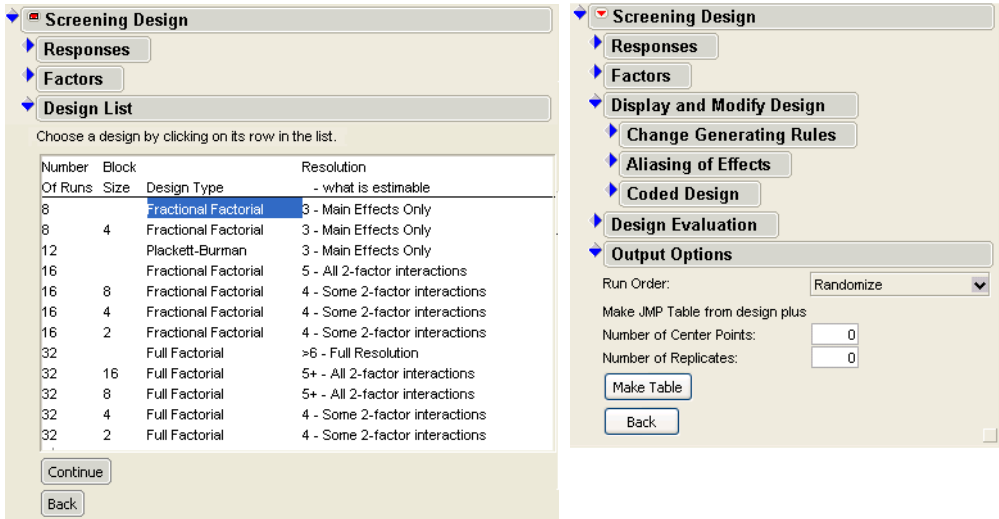 Screening Design
Responses
Factors
Design List
Choose a design by clicking on its row in the list.
Number Block Resolution
Of Runs Size Design Type - what is estimable
8 Fractional Factorial 3 - Main Effects Only
8 4 Fractional Factorial 3 - Main Effects Only
12 Plackett-Burman 3 - Main Effects Only
16 Fractional Factorial 5 - All 2-factor interactions
16 8 Fractional Factorial 4 - Some 2-factor interactions
16 4 Fractional Factorial 4 - Some 2-factor interactions
16 2 Fractional Factorial 4 - Some 2-factor interactions
32 Full Factorial >6 - Full Resolution
32 16 Full Factorial 5+ - All 2-factor interactions
32 8 Full Factorial 5+ - All 2-factor interactions
32 4 Full Factorial 4 - Some 2-factor interactions
32 2 Full Factorial 4 - Some 2-factor interactions
Continue
Back
Screening Design
Responses
Factors
Display and Modify Design
Change Generating Rules
Aliasing of Effects
Coded Design
Design Evaluation
Output Options
Run Order: Randomize
Make JMP Table from design plus
Number of Center Points: 0
Number of Replicates: 0
Make Table
Back